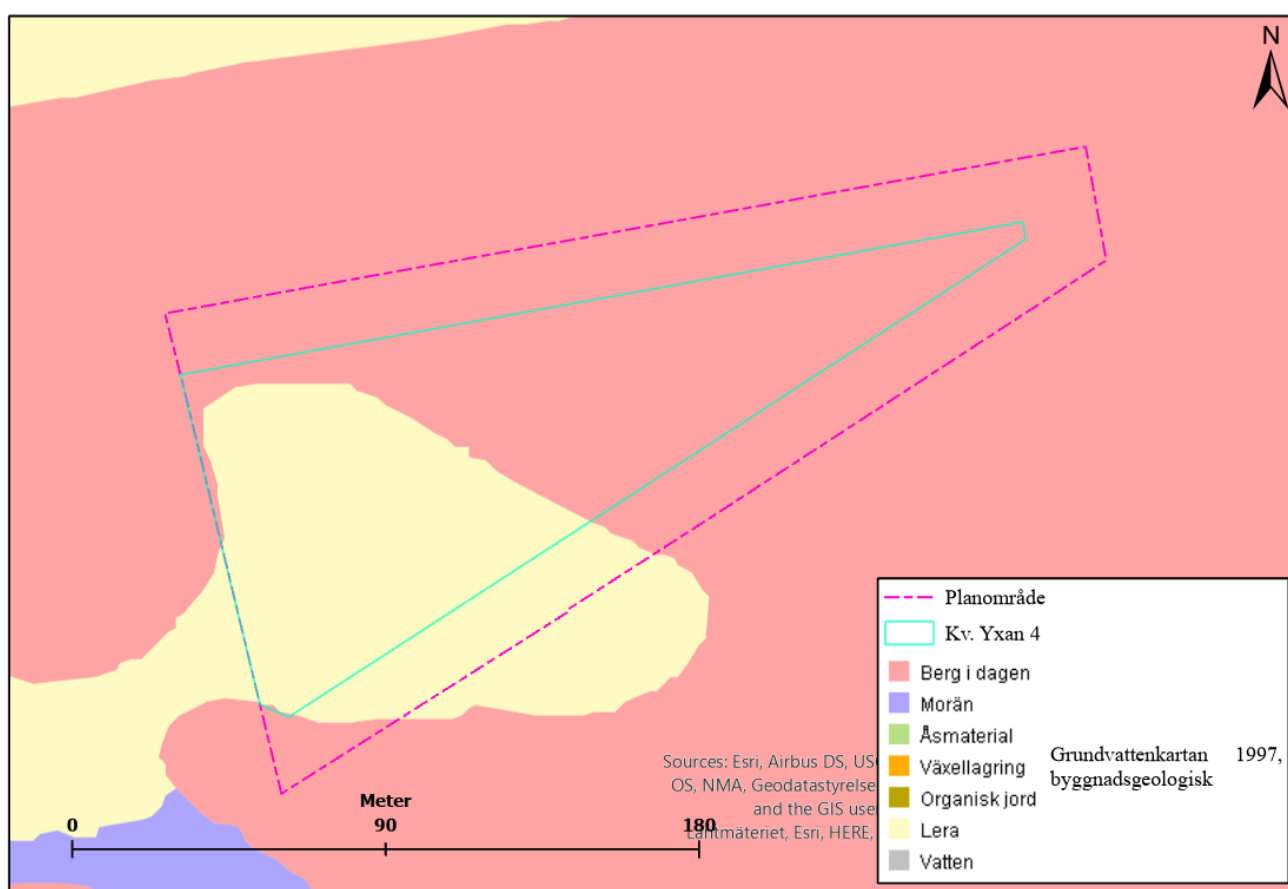 N
Planområde
Kv. Yxan 4
Berg i dagen
Morän
Åsmaterial
Växellagring
Organisk jord
Lera
Vatten
Grundvattenkartan 1997,
byggnadsgeologisk
Sources: Esri, Airbus DS,
OS, NMA, Geodatastyrelse
and the GIS
Lantmäteriet, Esri, HERE,
Meter
0 90 180